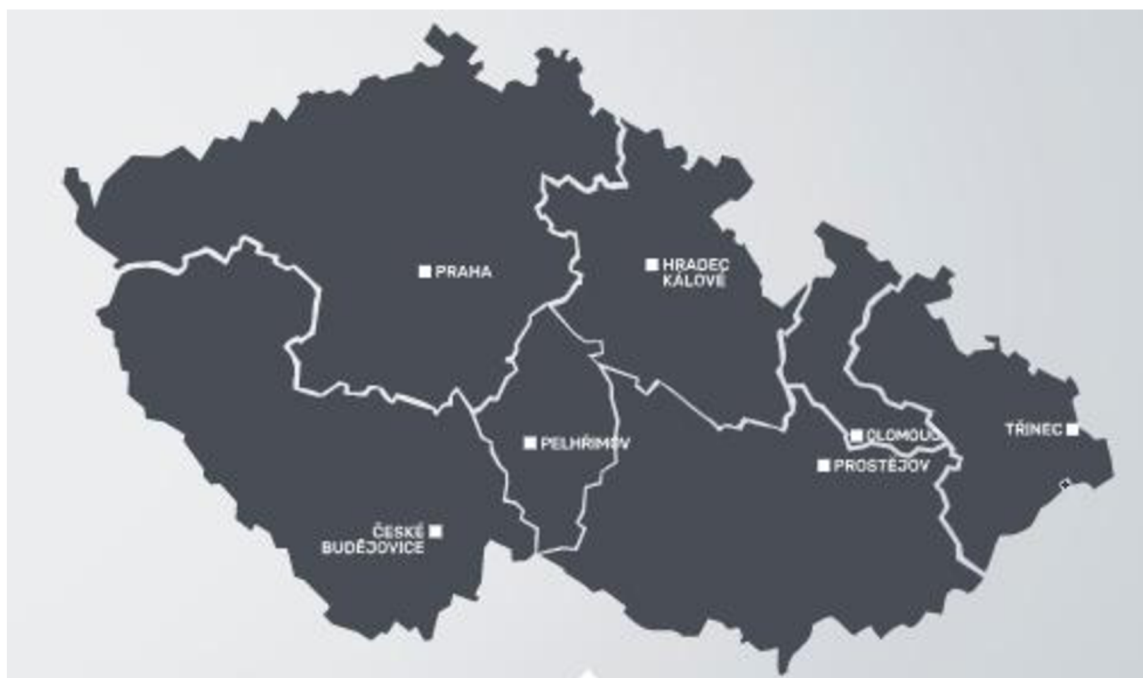 PRAHA
HRADEC
KÁLOVÉ
TŘINEC
OLOMOUC
PELHŘIMOV
PROSTĚJOV
ČESKÉ
BUDĚJOVICE